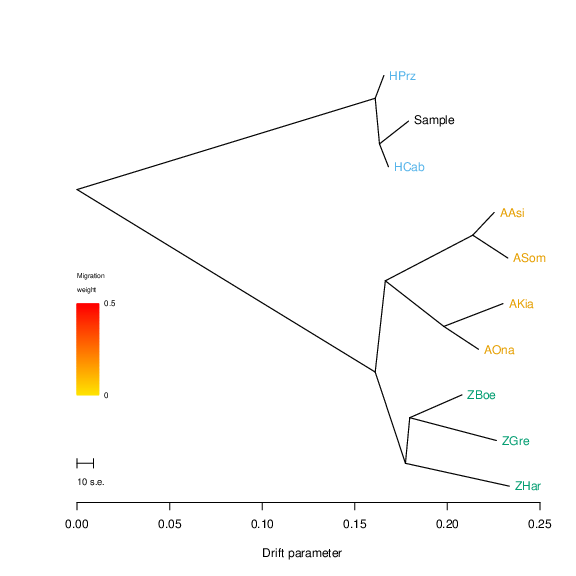 HPrz
Sample
HCab
AAsi
ASom
AKia
AOna
ZBoe
ZGre
ZHar
Migration
weight
0.5
0
10 s.e.
0.00 0.05 0.10 0.15 0.20 0.25
Drift parameter